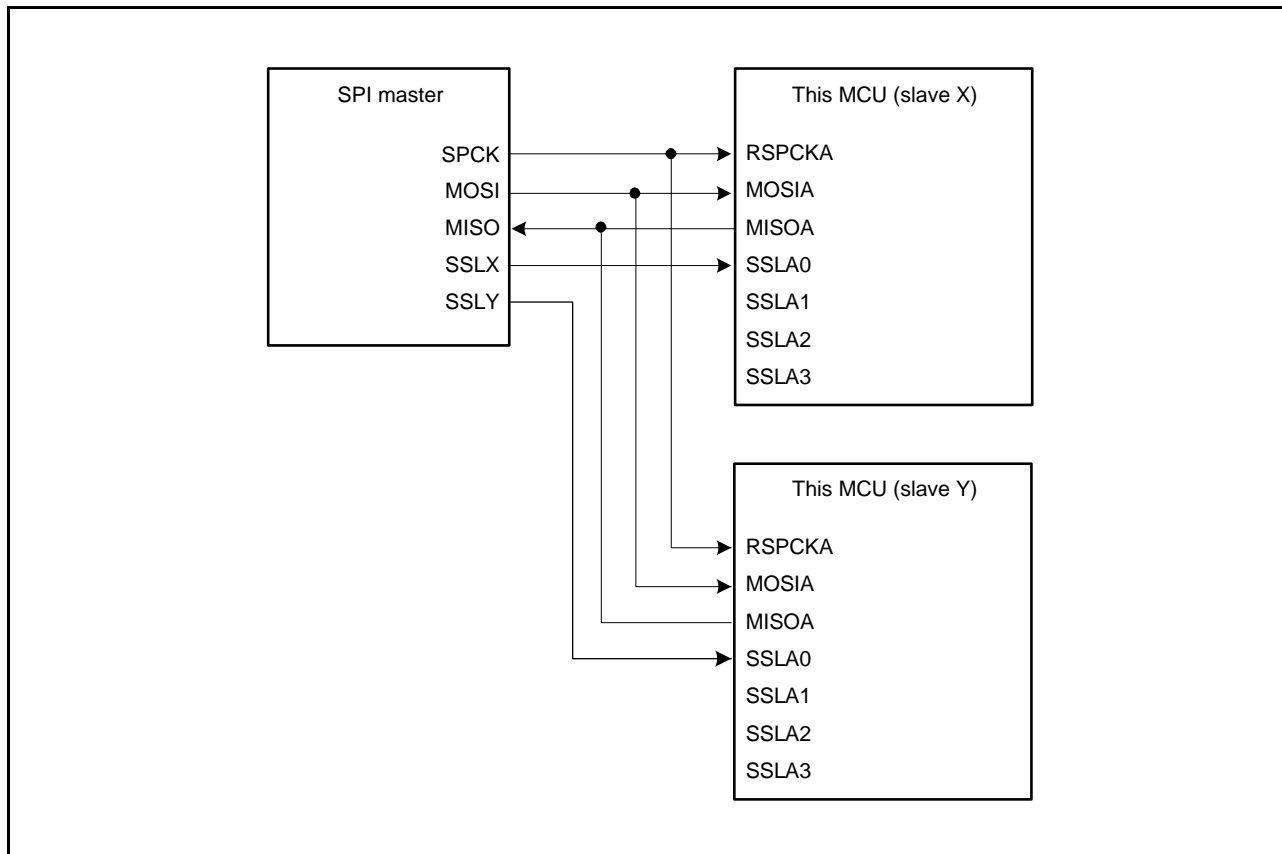 SPI master
SPCK
MOSI
MISO
SSLX
SSLY
This MCU (slave X)
RSPCKA
MOSIA
MISOA
SSLA0
SSLA1
SSLA2
SSLA3
This MCU (slave Y)
RSPCKA
MOSIA
MISOA
SSLA0
SSLA1
SSLA2
SSLA3